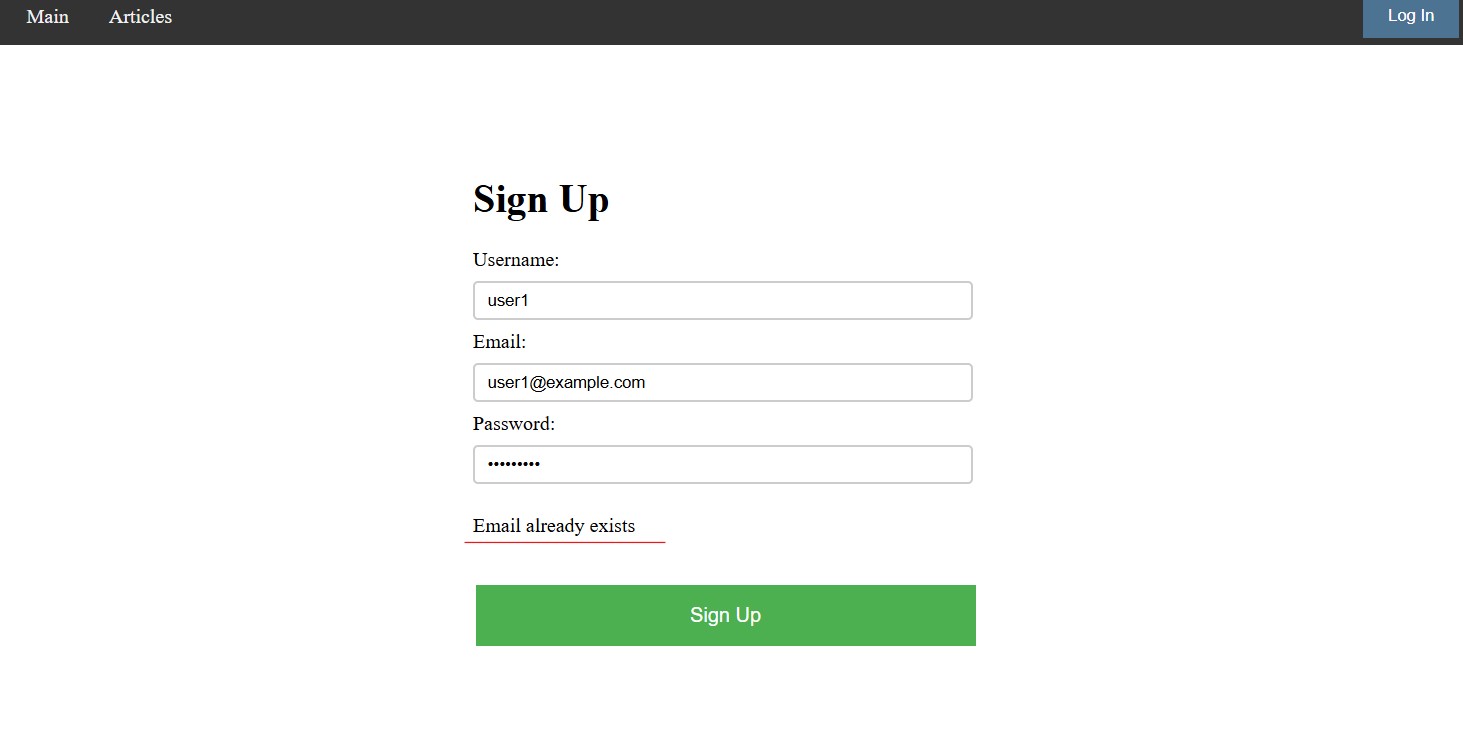 Main Articles Log In
Sign Up
Username:
user1
Email:
user1@example.com
Password:
•••••••••
Email already exists
Sign Up